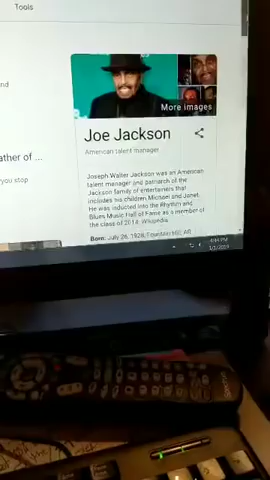 Tools
nd
More images
Joe Jackson
American talent manager
ather of ...
you stop
Joseph Walter Jackson was an American
talent manager and patriarch of the
Jackson family of entertainers that
includes his children Michael and Janet.
He was inducted into the Rhythm and
Blues Music Hall of Fame as a member of
the class of 2014. Wikipedia
Born: July 26, 1928, Fountain Hill, AR